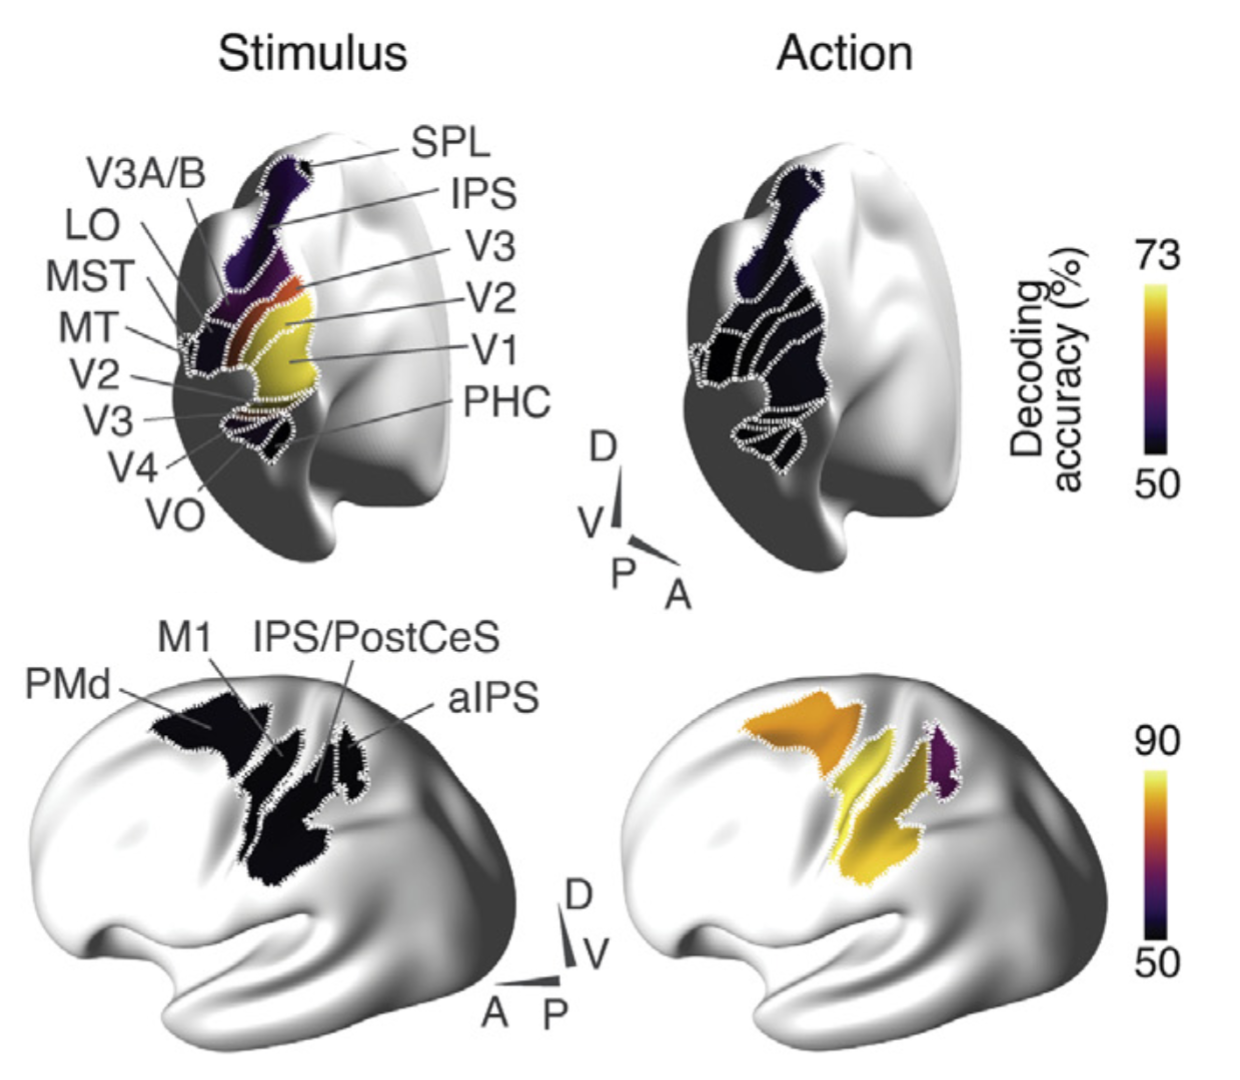 Stimulus
Action
SPL
V3A/B
IPS
LO
V3
MST
V2
MT
V1
V2
PHC
V3
V4
VO
D
V
P
A
Decoding
accuracy (%)
73
50
M1
IPS/PostCeS
PMd
aIPS
D
V
A
P
90
50